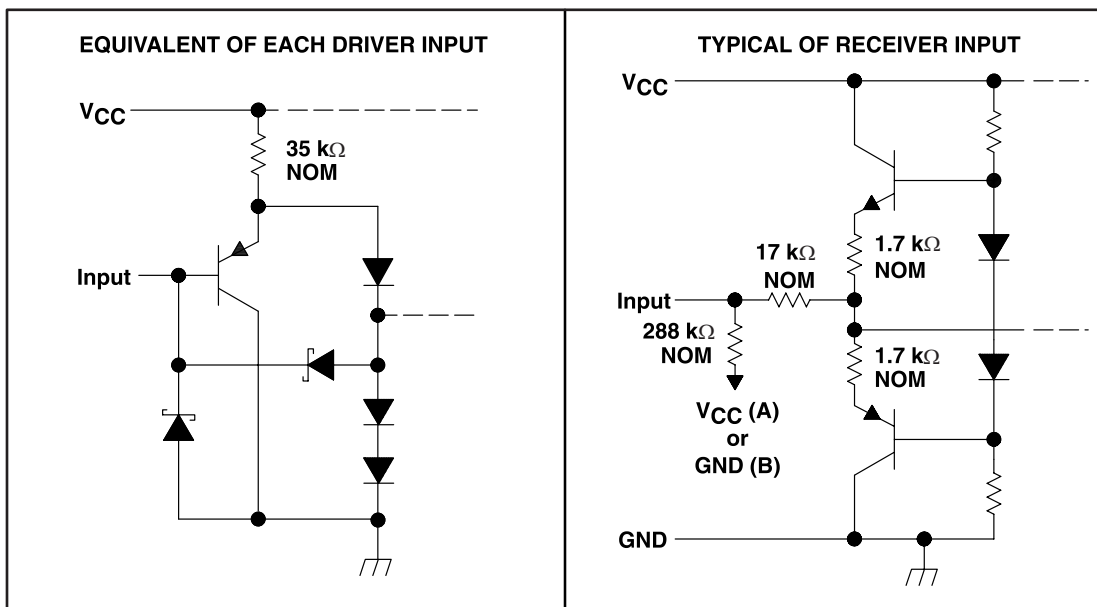 EQUIVALENT OF EACH DRIVER INPUT
VCC
35 kΩ
NOM
Input
TYPICAL OF RECEIVER INPUT
VCC
17 kΩ
NOM
1.7 kΩ
NOM
Input
288 kΩ
NOM
1.7 kΩ
NOM
VCC (A)
or
GND (B)
GND